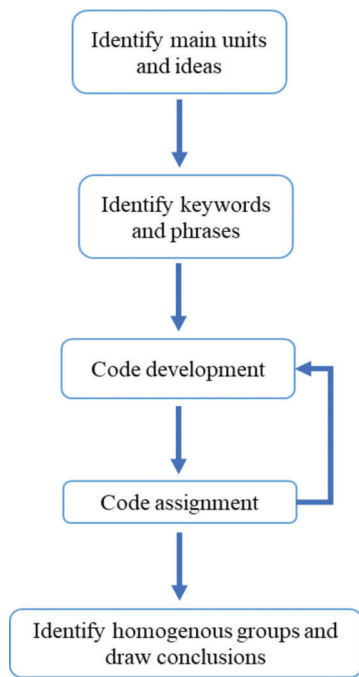 Identify main units
and ideas
Identify keywords
and phrases
Code development
Code assignment
Identify homogenous groups and
draw conclusions